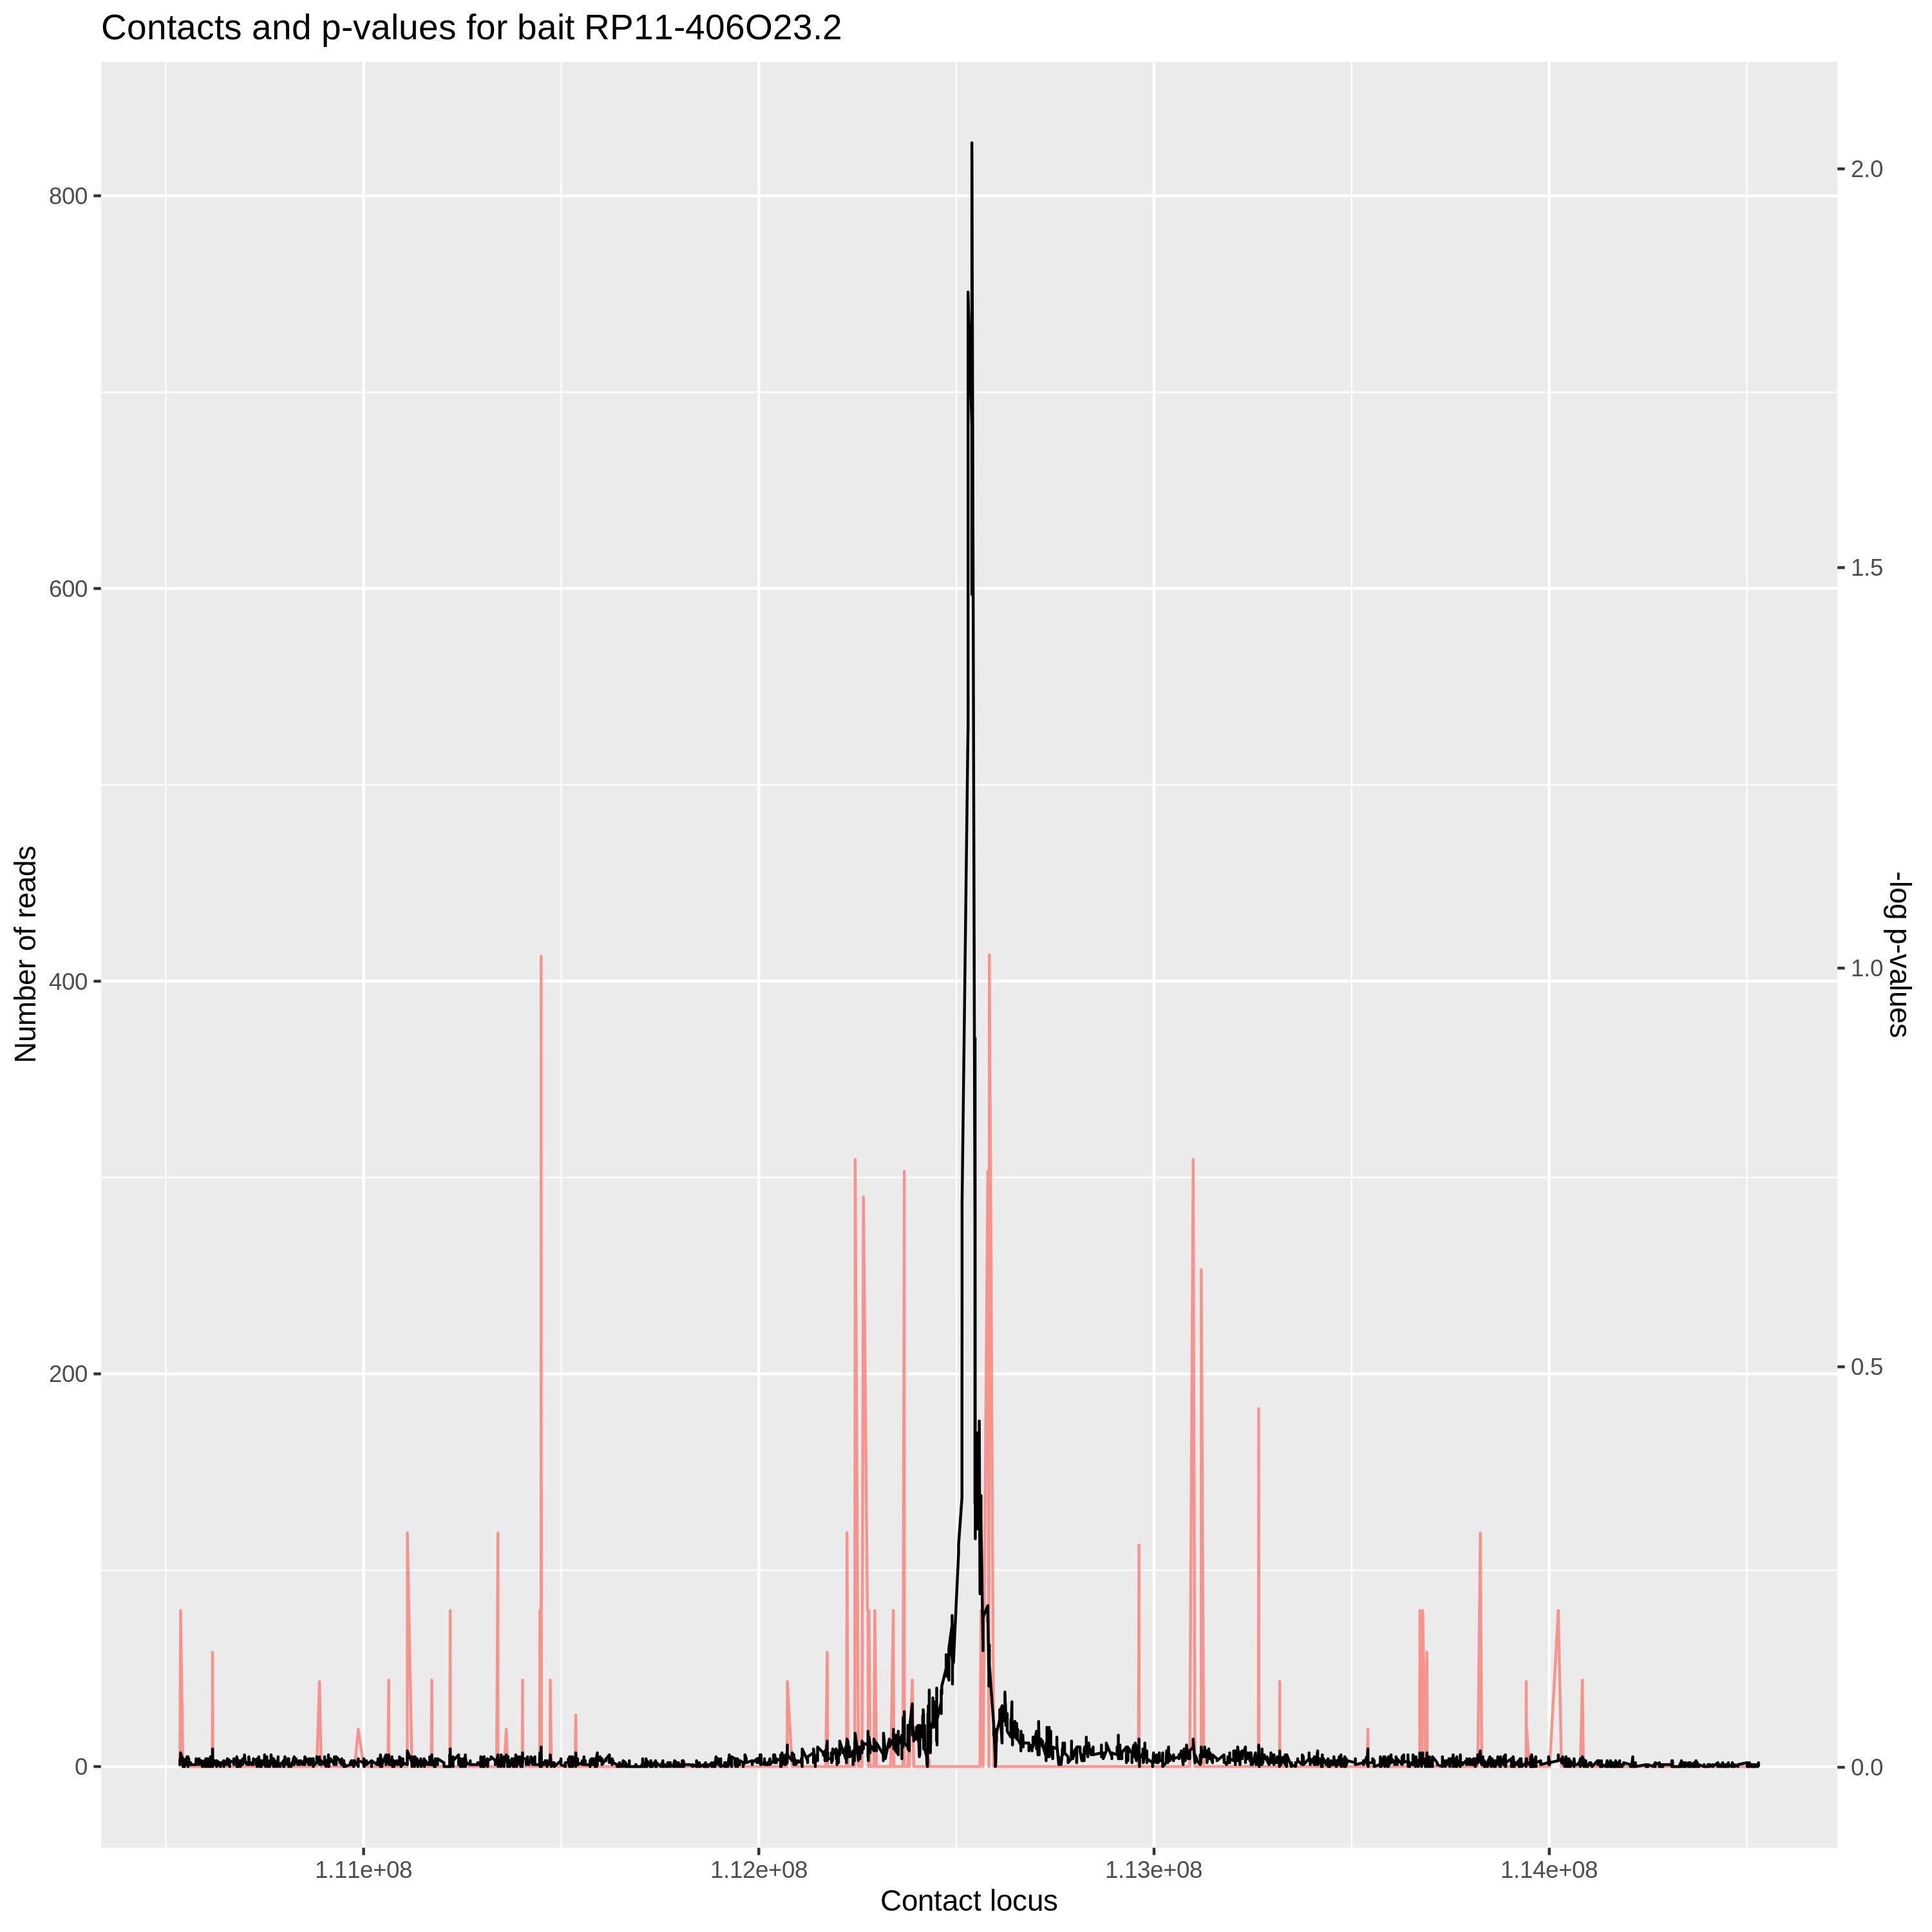 Contacts and p-values for bait RP11-406O23.2
800
600
400
200
0
2.0
1.5
1.0
0.5
0.0
1.11e+08
1.12e+08
1.13e+08
1.14e+08
Number of reads
-log p-values
Contact locus